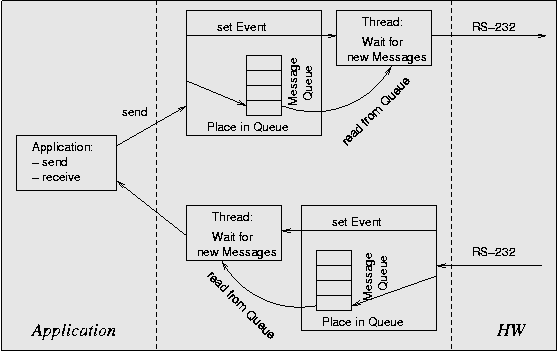 set Event
Thread:
Wait for
new Messages
RS-232
Message
Queue
send
Place in Queue
read from Queue
Application:
- send
- receive
Thread:
Wait for
new Messages
set Event
RS-232
Message
Queue
read from Queue
Place in Queue
Application
HW